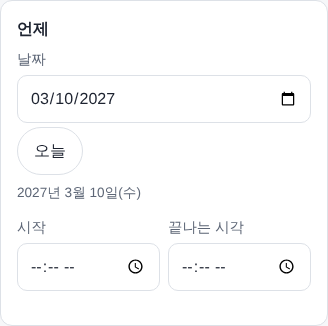 언제
날짜
03/10/2027
오늘
2027년 3월 10일(수)
시작 끝나는 시각
--:-- -- --:-- --